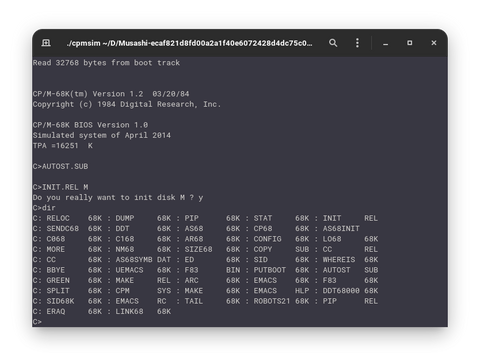 ./cpmsim ~/D/Musashi-ecaf821d8fd00a2a1f40e6072428d4dc75c0…
Read 32768 bytes from boot track
CP/M-68K(tm) Version 1.2  03/20/84
Copyright (c) 1984 Digital Research, Inc.
CP/M-68K BIOS Version 1.0
Simulated system of April 2014
TPA =16251  K
C>AUTOST.SUB
C>INIT.REL M
Do you really want to init disk M ? y
C>dir
C: RELOC    68K : DUMP     68K : PIP      68K : STAT     68K : INIT     REL
C: SENDC68  68K : DDT      68K : AS68     68K : CP68     68K : AS68INIT
C: C068     68K : C168     68K : AR68     68K : CONFIG   68K : LO68     68K
C: MORE     68K : NM68     68K : SIZE68   68K : COPY     SUB : CC       REL
C: CC       68K : AS68SYMB DAT : ED       68K : SID      68K : WHEREIS  68K
C: BBYE     68K : UEMACS   68K : F83      BIN : PUTBOOT  68K : AUTOST   SUB
C: GREEN    68K : MAKE     REL : ARC      68K : EMACS    68K : F83      68K
C: SPLIT    68K : CPM      SYS : MAKE     68K : EMACS    HLP : DDT68000 68K
C: SID68K   68K : EMACS    RC  : TAIL     68K : ROBOTS21 68K : PIP      REL
C: ERAQ     68K : LINK68   68K
C>